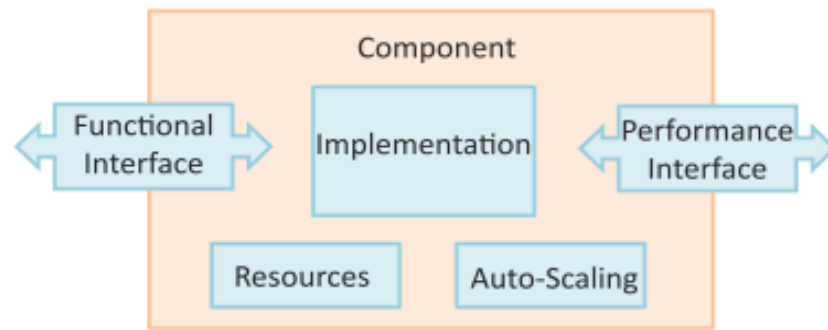 Component
Functional
Interface
Implementation
Performance
Interface
Resources
Auto-Scaling